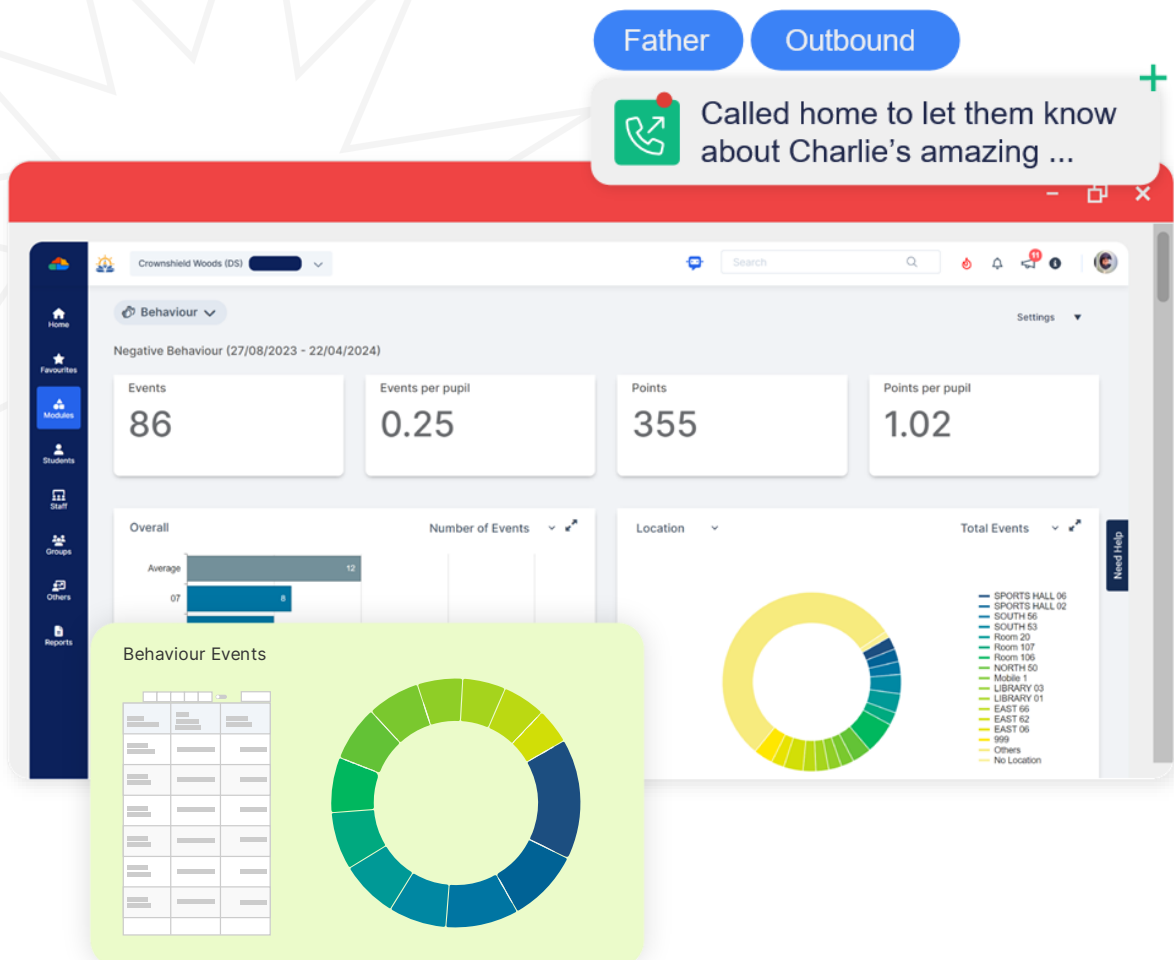 Father
Outbound
Called home to let them know
about Charlie's amazing ...
Crownshield Woods (DS)
Search
11
Home
Favourites
Modules
Students
Staff
Groups
Others
Reports
Behaviour
Settings
Negative Behaviour (27/08/2023 - 22/04/2024)
Events
86
Events per pupil
0.25
Points
355
Points per pupil
1.02
Overall
Number of Events
Average
12
07
8
Location
Total Events
SPORTS HALL 06
SPORTS HALL 02
SOUTH 56
SOUTH 53
Room 20
Room 107
Room 106
NORTH 50
Mobile 1
LIBRARY 03
LIBRARY 01
EAST 66
EAST 62
EAST 06
999
Others
No Location
Need Help
Behaviour Events